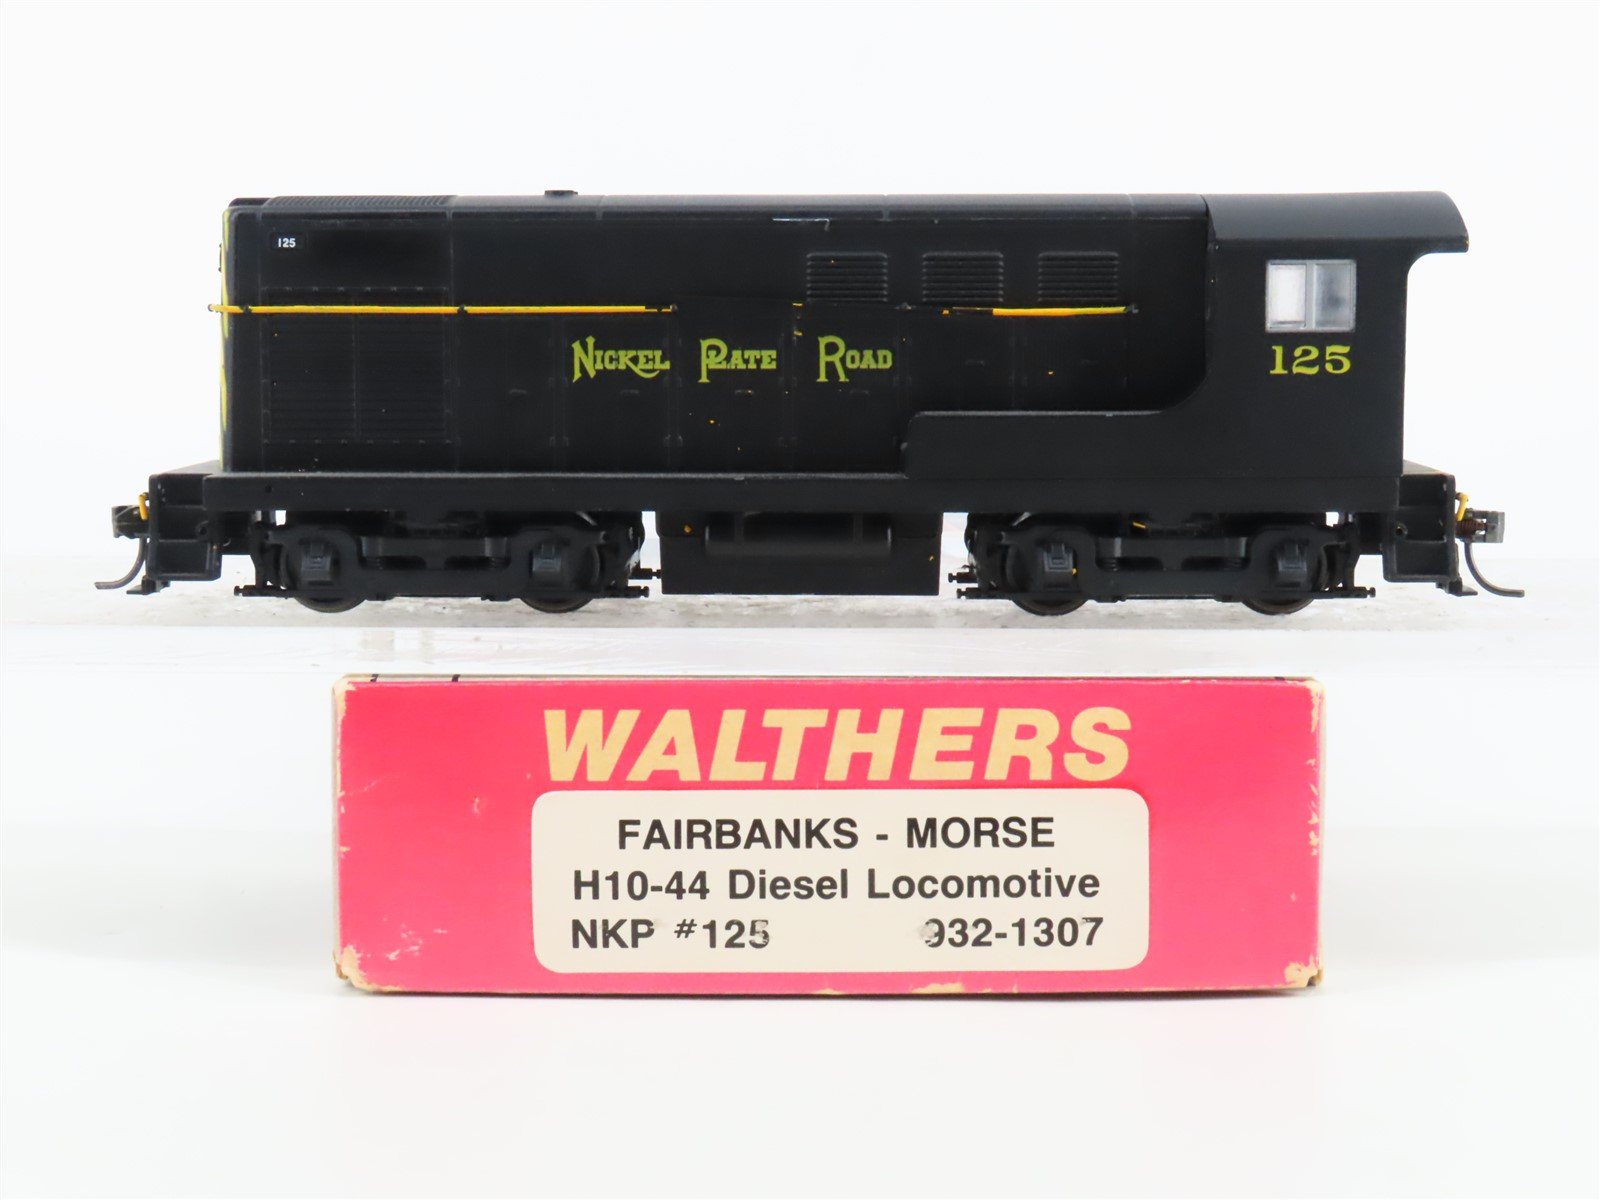 125
NICKEL PLATE ROAD
125
WALTHERS
FAIRBANKS - MORSE
H10-44 Diesel Locomotive
NKP #125 932-1307